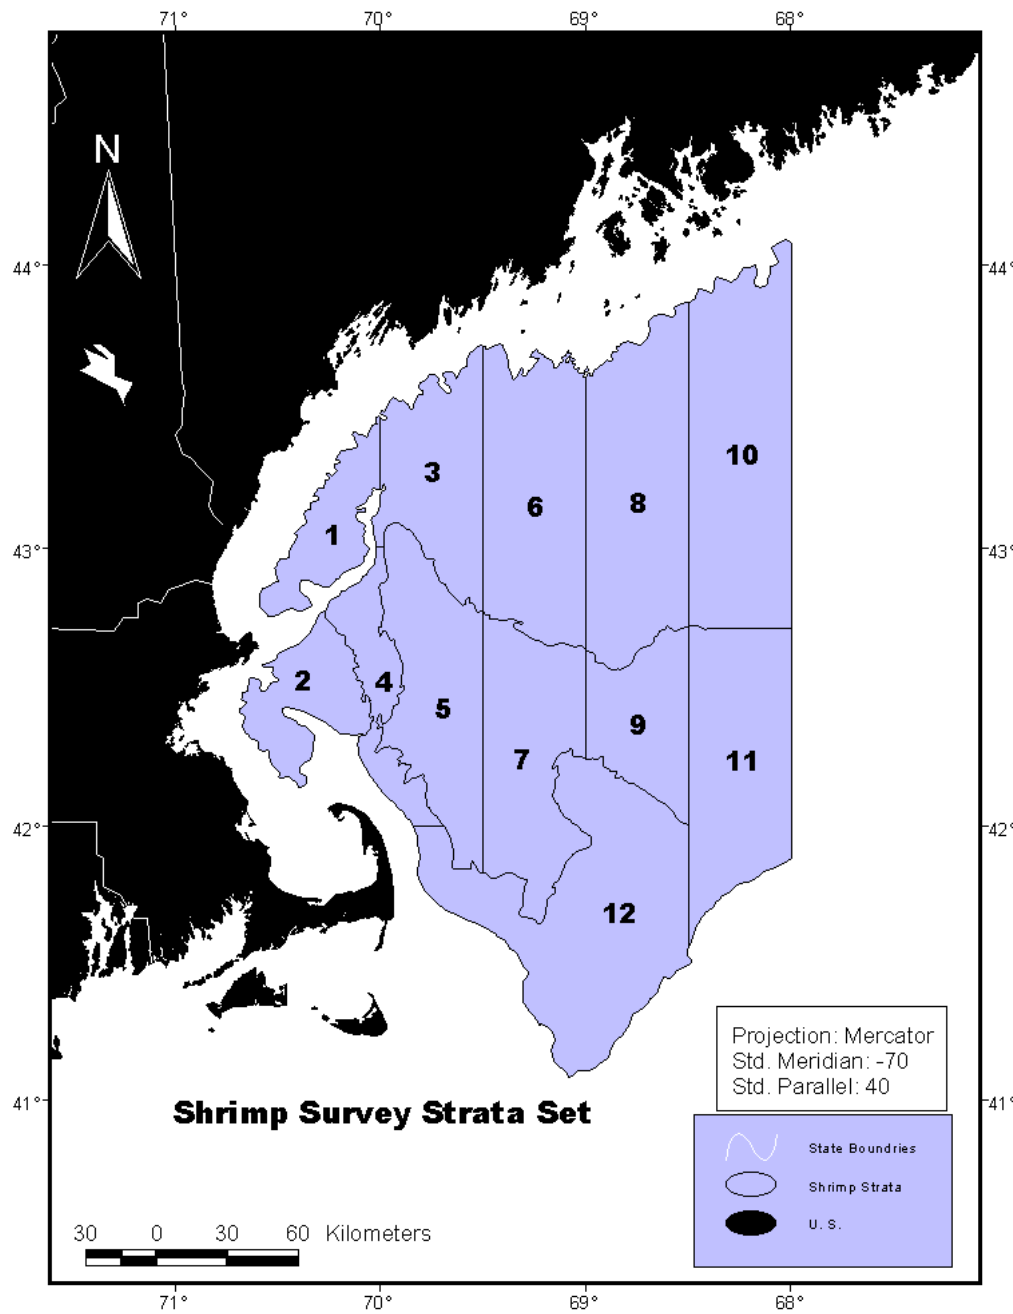 71° 70° 69° 68°
N
44° 44°
10
3
8
6
1
43° 43°
2
4
5
9
7
11
42° 42°
12
Projection: Mercator
Std. Meridian: -70
Std. Parallel: 40
41° 41°
Shrimp Survey Strata Set
State Boundries
Shrimp Strata
U. S.
30 0 30 60 Kilometers
71° 70° 69° 68°